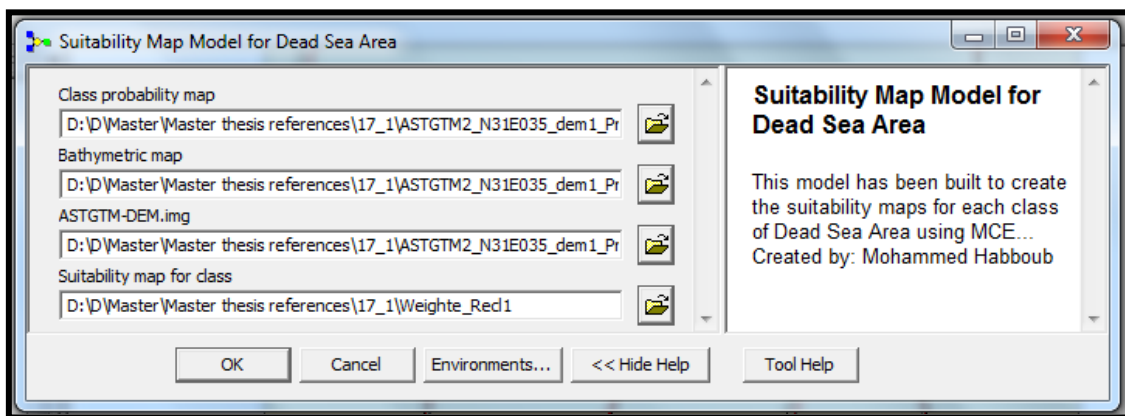 Suitability Map Model for Dead Sea Area
Class probability map
D:\D\Master\Master thesis references\17_1\ASTGTM2_N31E035_dem1_Pr
Bathymetric map
D:\D\Master\Master thesis references\17_1\ASTGTM2_N31E035_dem1_Pr
ASTGTM-DEM.img
D:\D\Master\Master thesis references\17_1\ASTGTM2_N31E035_dem1_Pr
Suitability map for class
D:\D\Master\Master thesis references\17_1\Weighte_Recl1
OK Cancel Environments... << Hide Help Tool Help
Suitability Map Model for
Dead Sea Area
This model has been built to create
the suitability maps for each class
of Dead Sea Area using MCE...
Created by: Mohammed Habboub